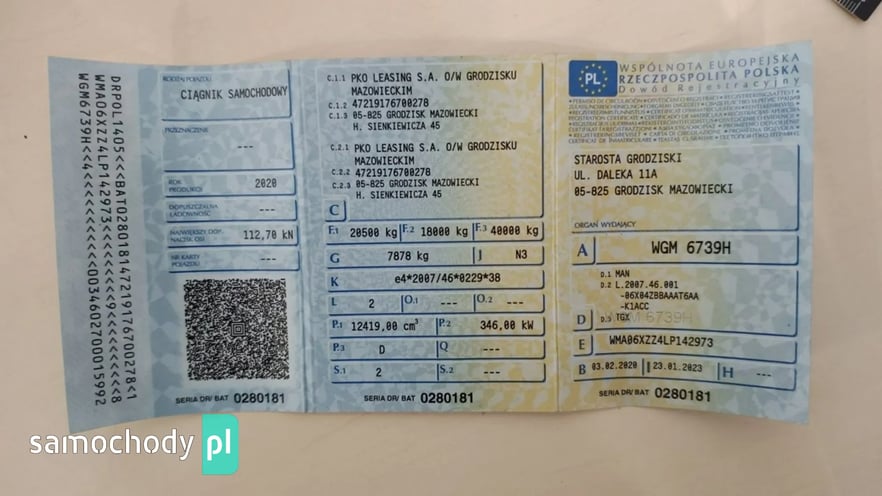 DRPOL1405<<<BAT0280181472191767002​78<1
WMA06XZZ4LP142973<<<<<<<<9<<<<<<<<<8
WGM6739H<<4<<<<<<<<<<003460270001​5992
RODZAJ POJAZDU
CIĄGNIK SAMOCHODOWY
PRZEZNACZENIE
---
ROK PRODUKCJI 2020
DOPUSZCZALNA ŁADOWNOŚĆ ---
NAJWIĘKSZY DOP. NACISK OSI 112,70 kN
NR KARTY POJAZDU ---
SERIA DR/ BAT 0280181
C.1.1 PKO LEASING S.A. O/W GRODZISKU
MAZOWIECKIM
C.1.2 47219176700278
C.1.3 05-825 GRODZISK MAZOWIECKI
H. SIENKIEWICZA 45
C.2.1 PKO LEASING S.A. O/W GRODZISKU
MAZOWIECKIM
C.2.2 47219176700278
C.2.3 05-825 GRODZISK MAZOWIECKI
H. SIENKIEWICZA 45
C
F.1 20500 kg F.2 18000 kg F.3 40000 kg
G 7878 kg J N3
K e4*2007/46*0229*38
L 2 O.1 --- O.2 ---
P.1 12419,00 cm³ P.2 346,00 kW
P.3 D Q ---
S.1 2 S.2 ---
SERIA DR/ BAT 0280181
PL
WSPÓLNOTA EUROPEJSKA
RZECZPOSPOLITA POLSKA
Dowód Rejestracyjny
STAROSTA GRODZISKI
UL. DALEKA 11A
05-825 GRODZISK MAZOWIECKI
ORGAN WYDAJĄCY
A WGM 6739H
D.1 MAN
D.2 L.2007.46.001
-06X04ZBBAAAT6AA
-K1ACC
D D.3 TGX
WGM 6739H
E WMA06XZZ4LP142973
B 03.02.2020 I 23.01.2023 H ---
SERIA DR/ BAT 0280181
samochody pl